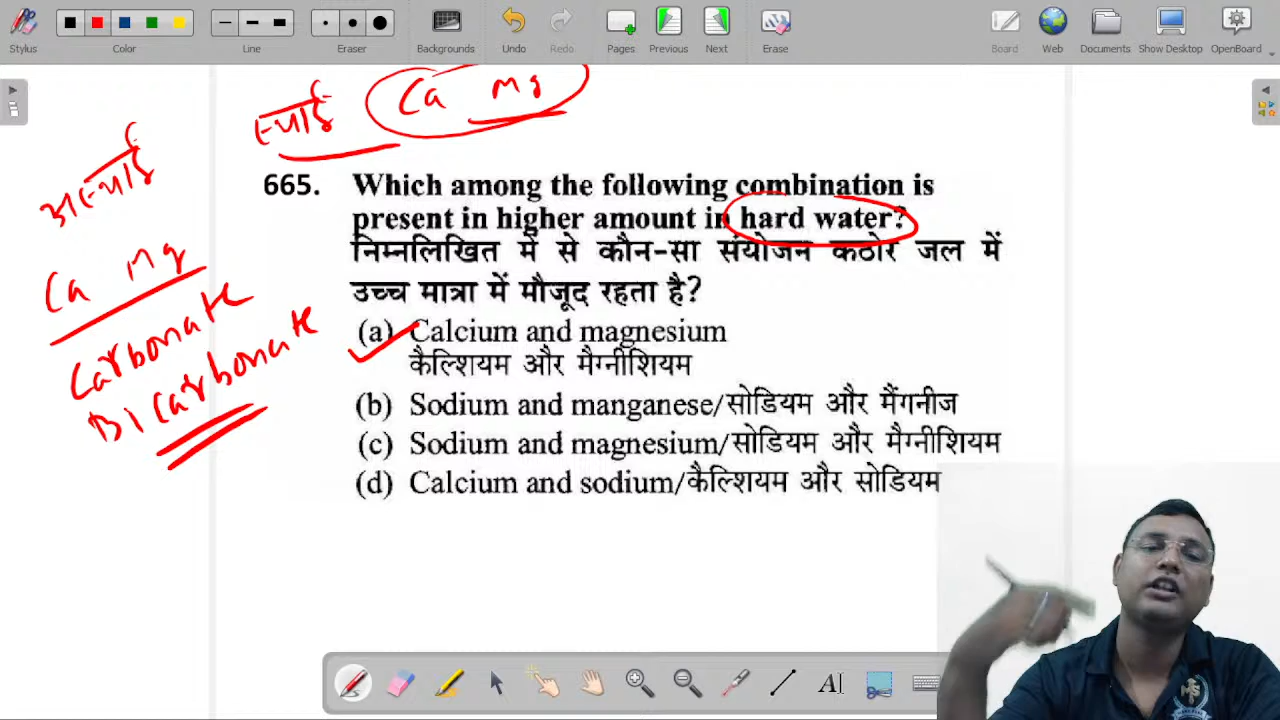 Stylus
Color
Line
Eraser
Backgrounds
Undo
Redo
Pages
Previous
Next
Erase
Board
Web
Documents
Show Desktop
OpenBoard
स्थाई Ca Mg
अस्थाई
Ca Mg
Carbonate
Bicarbonate
665. Which among the following combination is
present in higher amount in hard water?
निम्नलिखित में से कौन-सा संयोजन कठोर जल में
उच्च मात्रा में मौजूद रहता है?
(a) Calcium and magnesium
कैल्शियम और मैग्नीशियम
(b) Sodium and manganese/सोडियम और मैंगनीज
(c) Sodium and magnesium/सोडियम और मैग्नीशियम
(d) Calcium and sodium/कैल्शियम और सोडियम